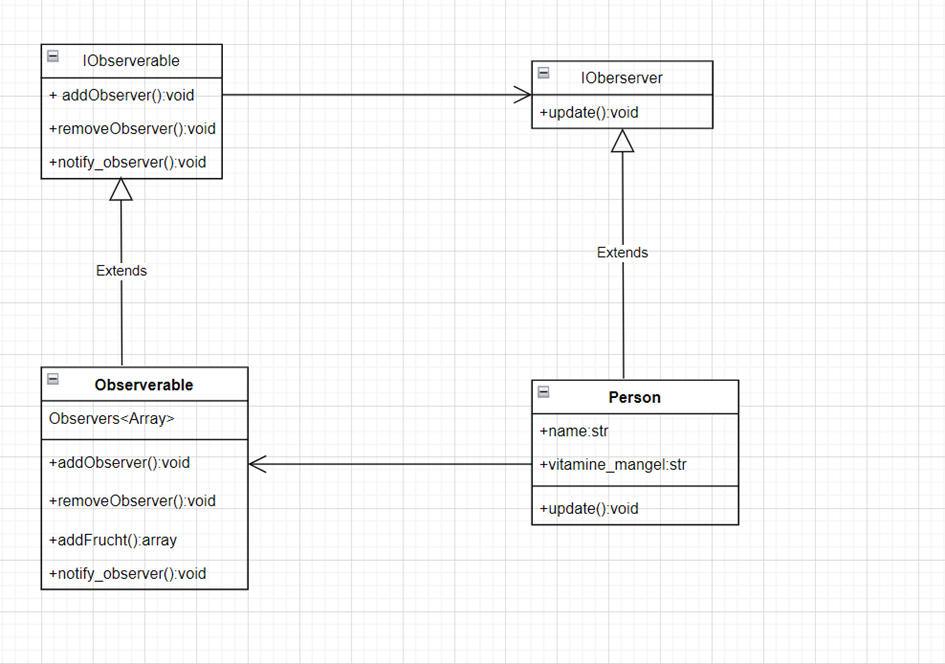 IObserverable
+ addObserver():void
+removeObserver():void
+notify_observer():void
IOberserver
+update():void
Extends
Extends
Observerable
Observers<Array>
+addObserver():void
+removeObserver():void
+addFrucht():array
+notify_observer():void
Person
+name:str
+vitamine_mangel:str
+update():void